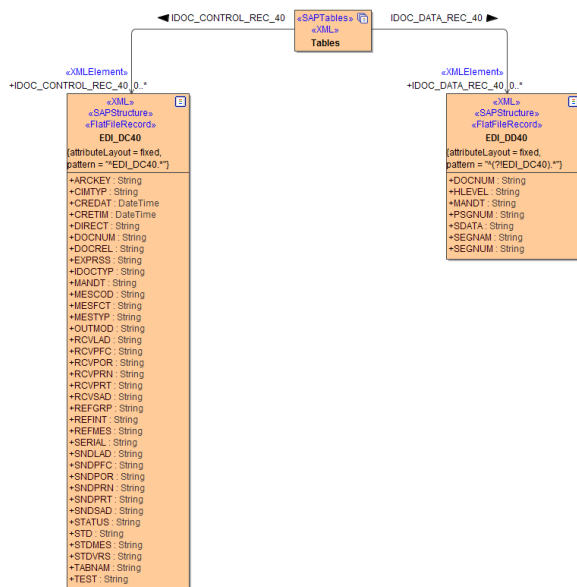 IDOC_CONTROL_REC_40
«SAPTables»
«XML»
Tables
IDOC_DATA_REC_40
«XMLElement»
+IDOC_CONTROL_REC_40 0..*
«XML»
«SAPStructure»
«FlatFileRecord»
EDI_DC40
{attributeLayout = fixed,
pattern = "^EDI_DC40.*"}
+ARCKEY : String
+CIMTYP : String
+CREDAT : DateTime
+CRETIM : DateTime
+DIRECT : String
+DOCNUM : String
+DOCREL : String
+EXPRSS : String
+IDOCTYP : String
+MANDT : String
+MESCOD : String
+MESFCT : String
+MESTYP : String
+OUTMOD : String
+RCVLAD : String
+RCVPFC : String
+RCVPOR : String
+RCVPRN : String
+RCVPRT : String
+RCVSAD : String
+REFGRP : String
+REFINT : String
+REFMES : String
+SERIAL : String
+SNDLAD : String
+SNDPFC : String
+SNDPOR : String
+SNDPRN : String
+SNDPRT : String
+SNDSAD : String
+STATUS : String
+STD : String
+STDMES : String
+STDVRS : String
+TABNAM : String
+TEST : String
«XMLElement»
+IDOC_DATA_REC_40 0..*
«XML»
«SAPStructure»
«FlatFileRecord»
EDI_DD40
{attributeLayout = fixed,
pattern = "^(?!EDI_DC40).*"}
+DOCNUM : String
+HLEVEL : String
+MANDT : String
+PSGNUM : String
+SDATA : String
+SEGNAM : String
+SEGNUM : String